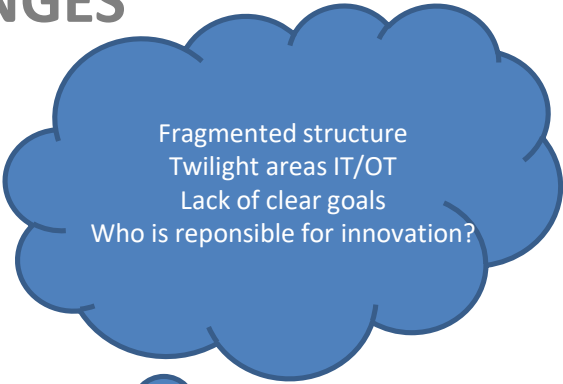 NGES
Fragmented structure
Twilight areas IT/OT
Lack of clear goals
Who is reponsible for innovation?